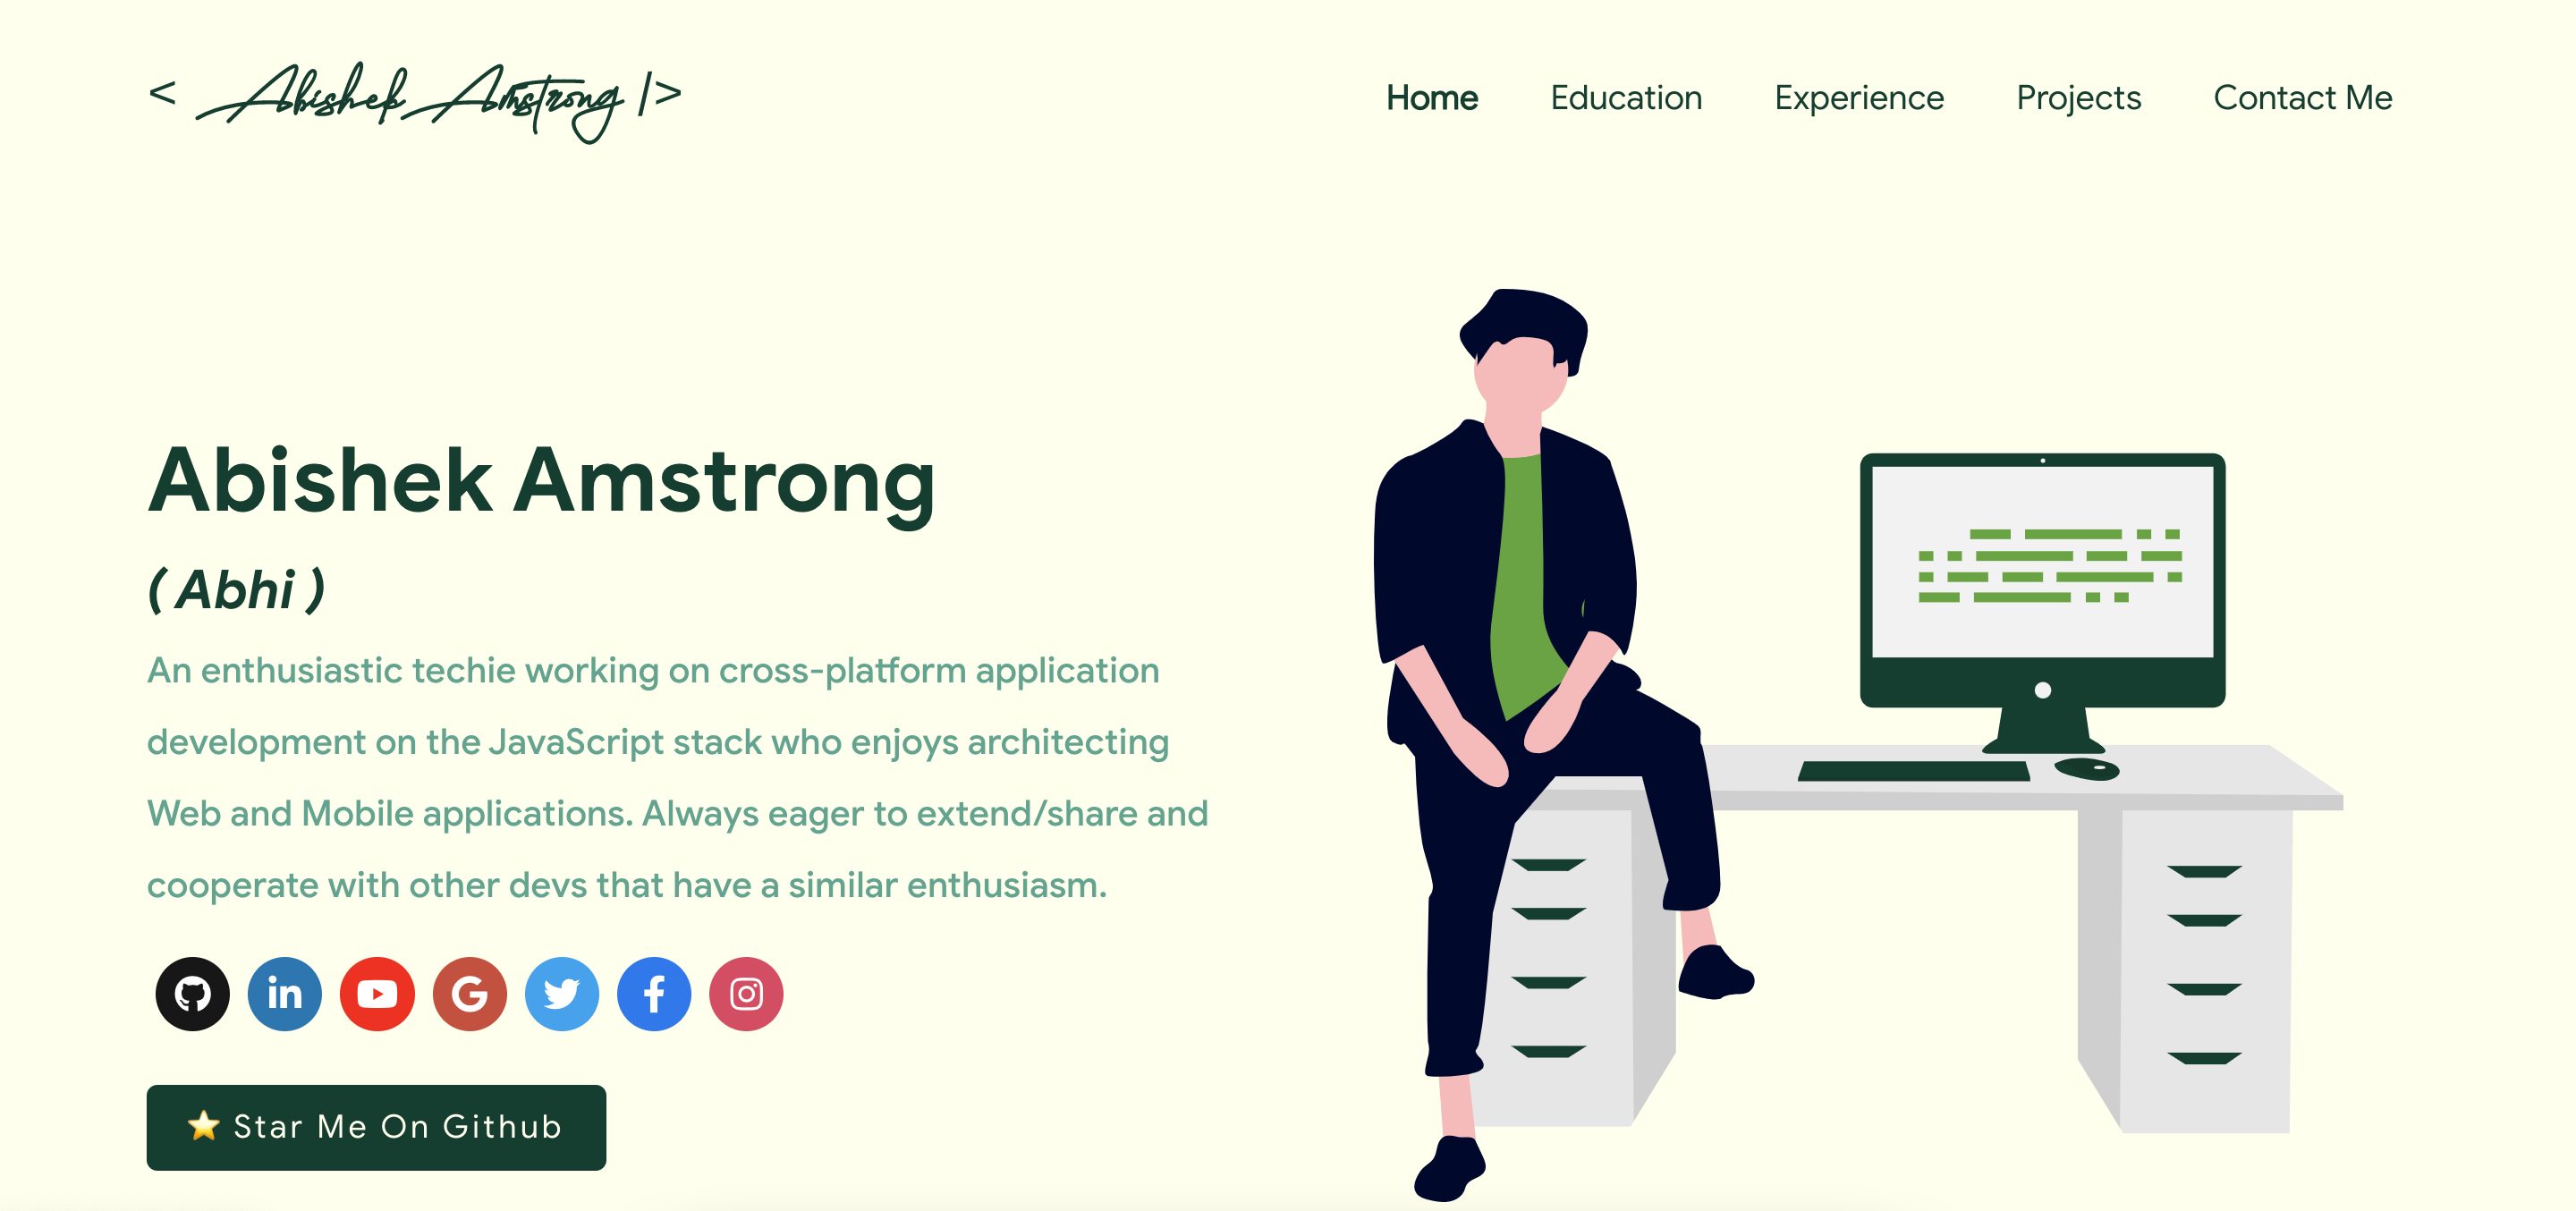 < Abishek Amstrong />
Home Education Experience Projects Contact Me
Abishek Amstrong
( Abhi )
An enthusiastic techie working on cross-platform application
development on the JavaScript stack who enjoys architecting
Web and Mobile applications. Always eager to extend/share and
cooperate with other devs that have a similar enthusiasm.
in G f
⭐ Star Me On Github